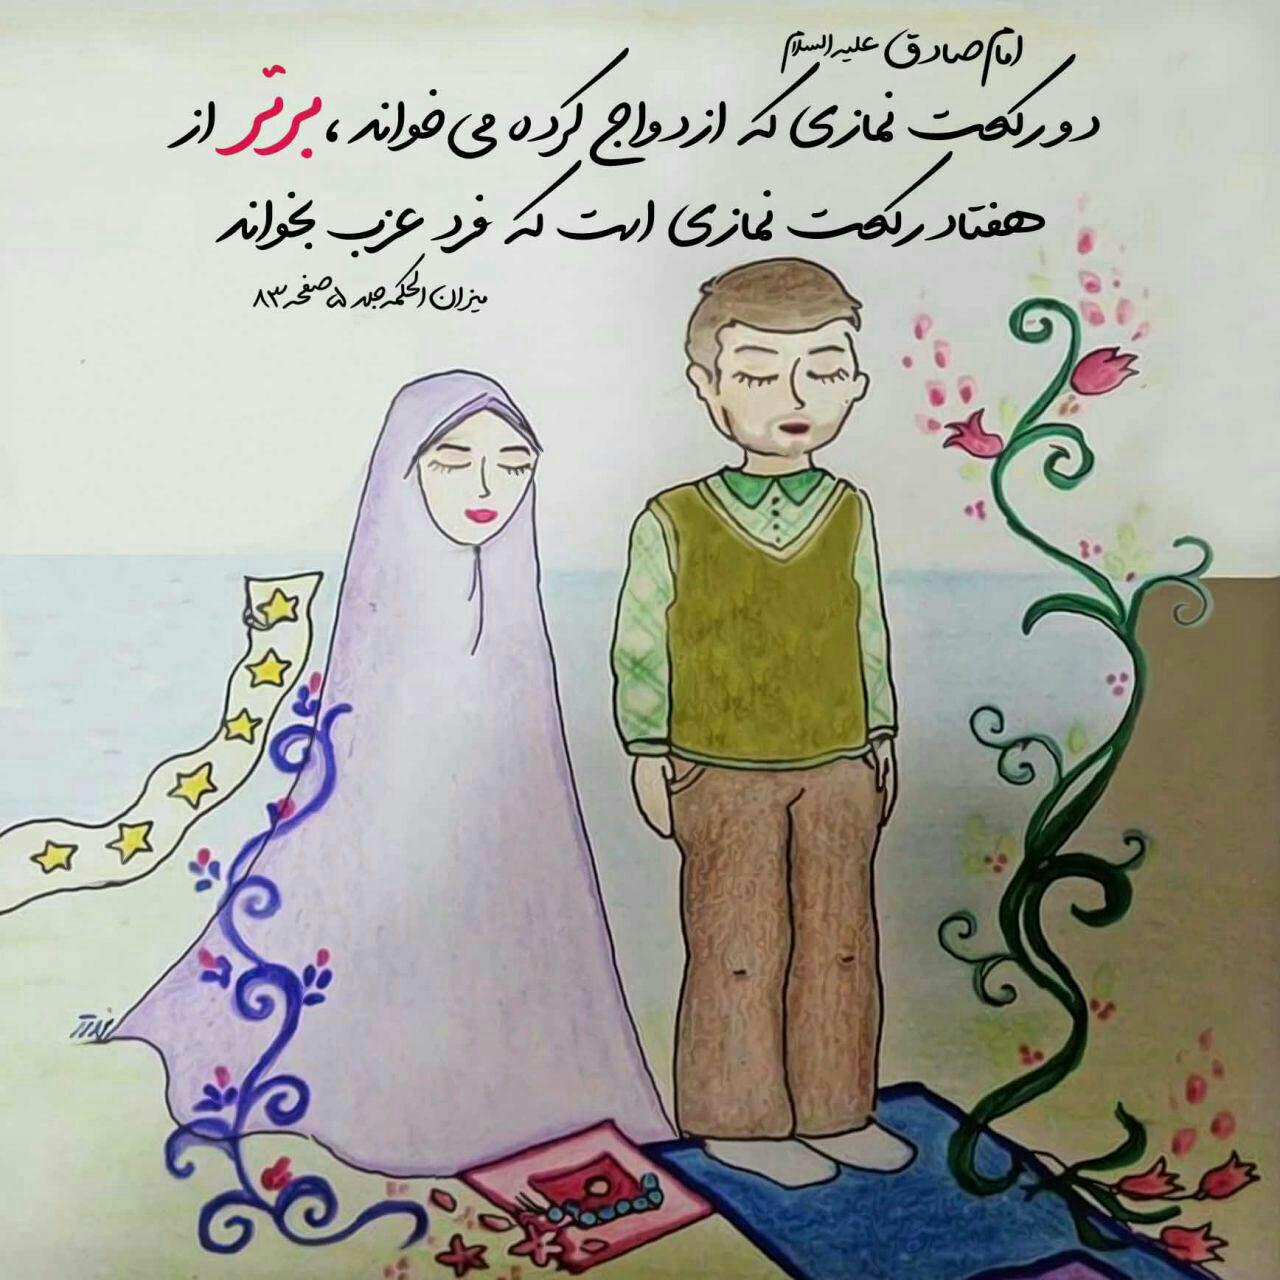 امام صادق علیه السلام
دو رکعت نمازی که ازدواج کرده می خواند ، برتر از
هفتاد رکعت نمازی است که فرد عزب بخواند
میزان الحکمه جلد ۵ صفحه ۸۳